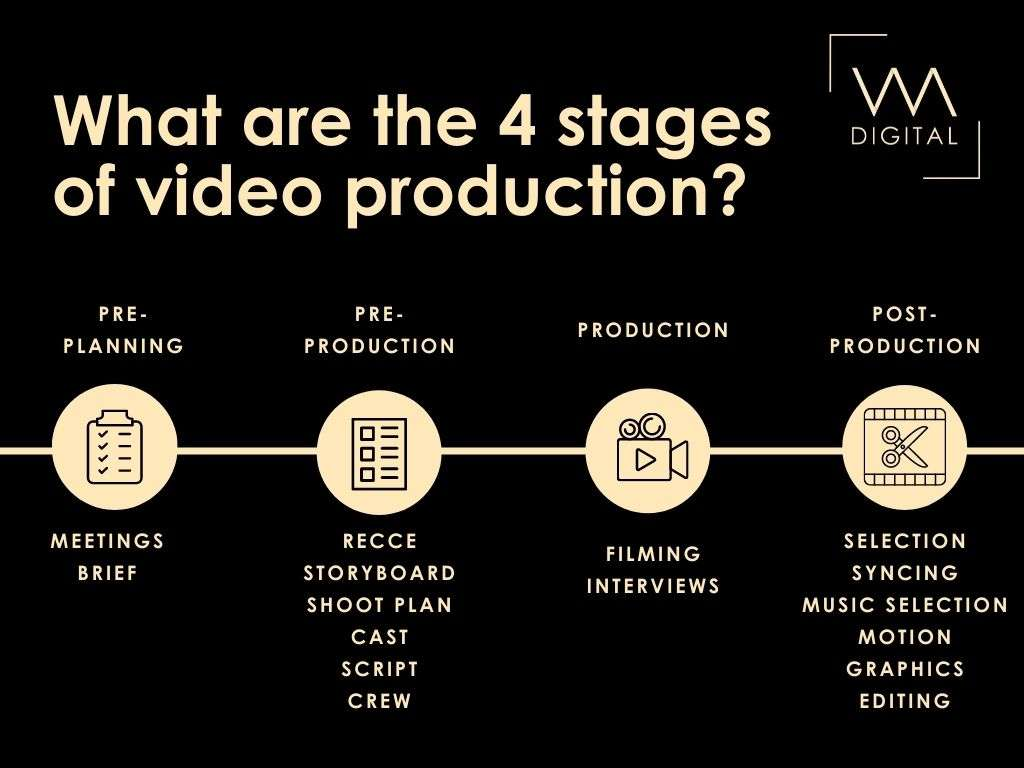 What are the 4 stages
of video production?
VMA
DIGITAL
PRE-
PLANNING
MEETINGS
BRIEF
PRE-
PRODUCTION
RECCE
STORYBOARD
SHOOT PLAN
CAST
SCRIPT
CREW
PRODUCTION
FILMING
INTERVIEWS
POST-
PRODUCTION
SELECTION
SYNCING
MUSIC SELECTION
MOTION
GRAPHICS
EDITING